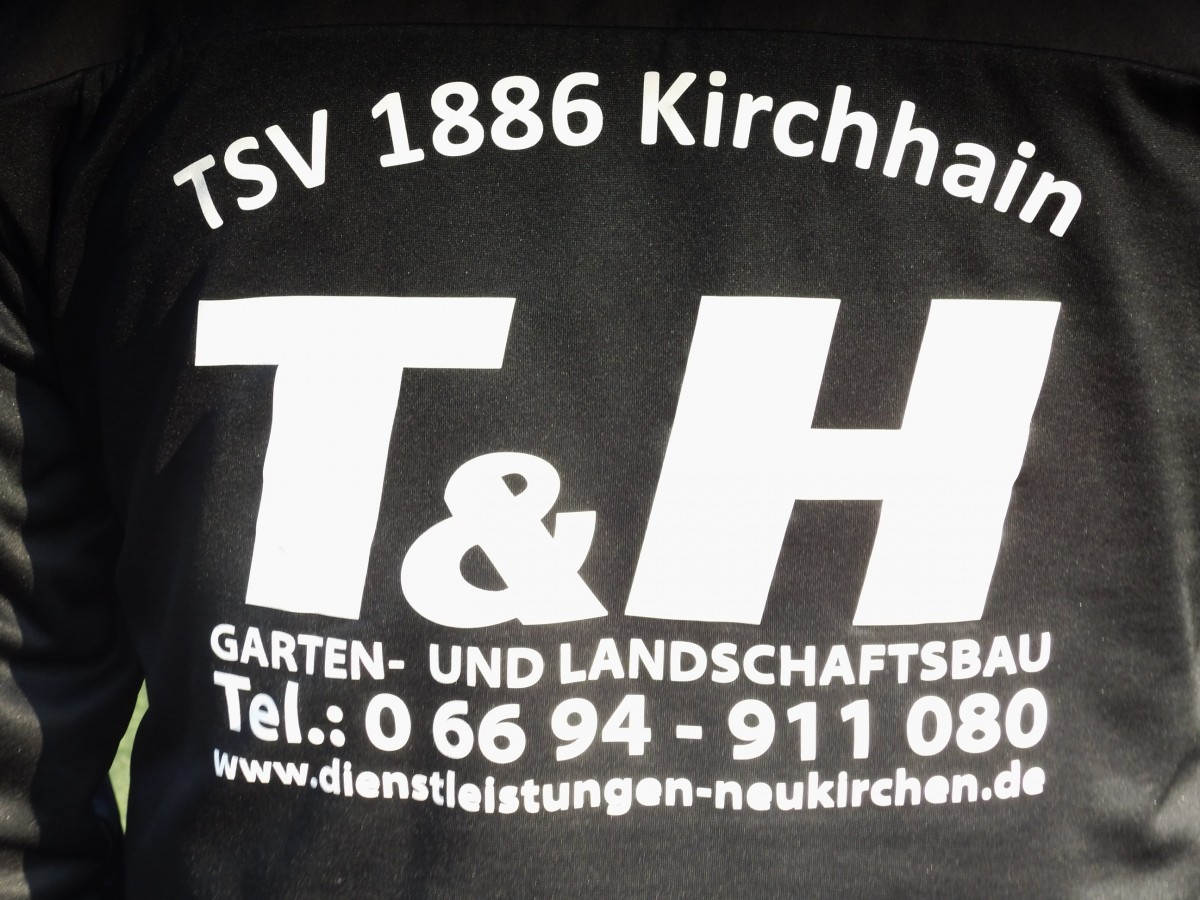 TSV 1886 Kirchhain
T&H
GARTEN- UND LANDSCHAFTSBAU
Tel.: 0 66 94 - 911 080
www.dienstleistungen-neukirchen.de